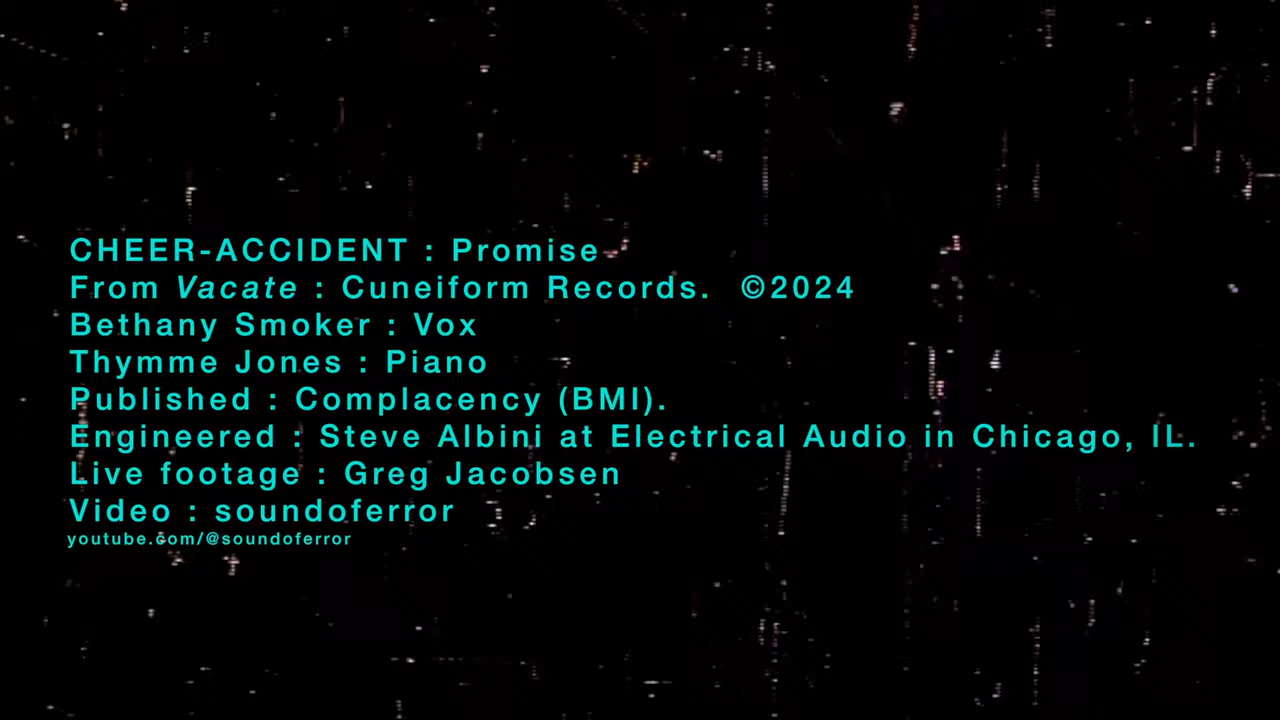 CHEER-ACCIDENT : Promise
From Vacate : Cuneiform Records. ©2024
Bethany Smoker : Vox
Thymme Jones : Piano
Published : Complacency (BMI).
Engineered : Steve Albini at Electrical Audio in Chicago, IL.
Live footage : Greg Jacobsen
Video : soundoferror
youtube.com/@soundoferror